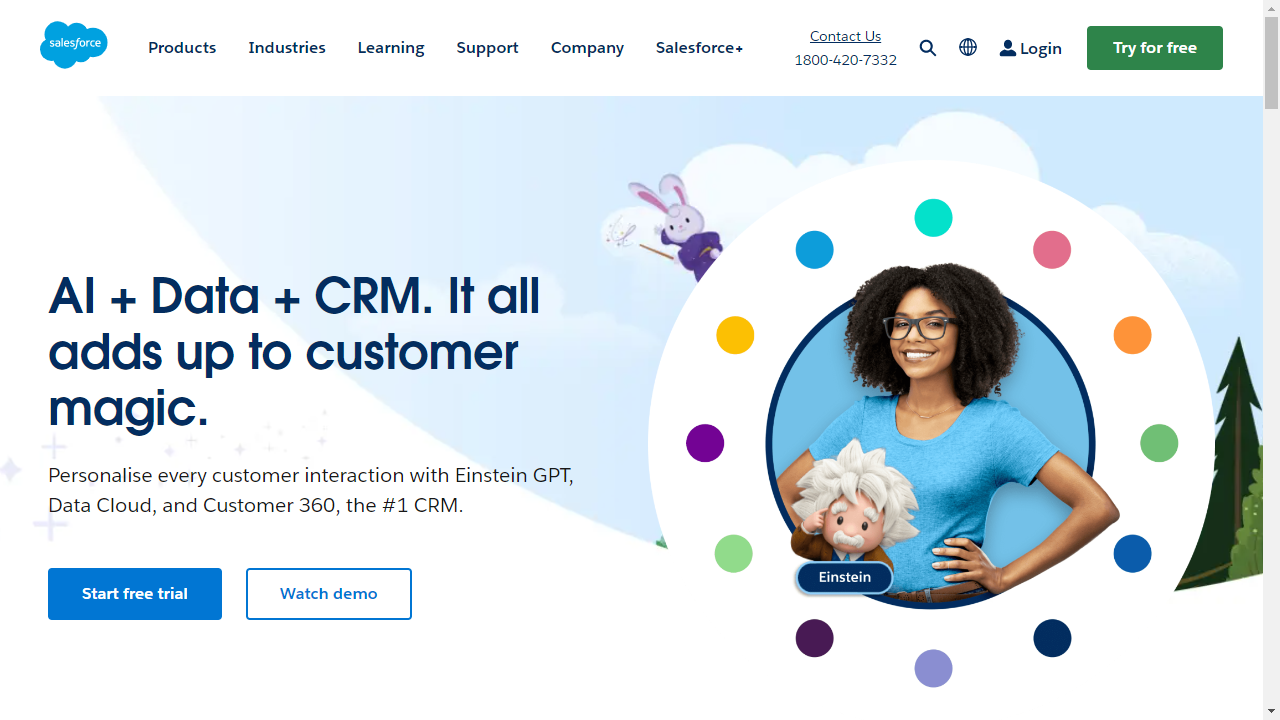 salesforce
Products
Industries
Learning
Support
Company
Salesforce+
Contact Us
1800-420-7332
Login
Try for free
AI + Data + CRM. It all
adds up to customer
magic.
Personalise every customer interaction with Einstein GPT,
Data Cloud, and Customer 360, the #1 CRM.
Start free trial
Watch demo
Einstein